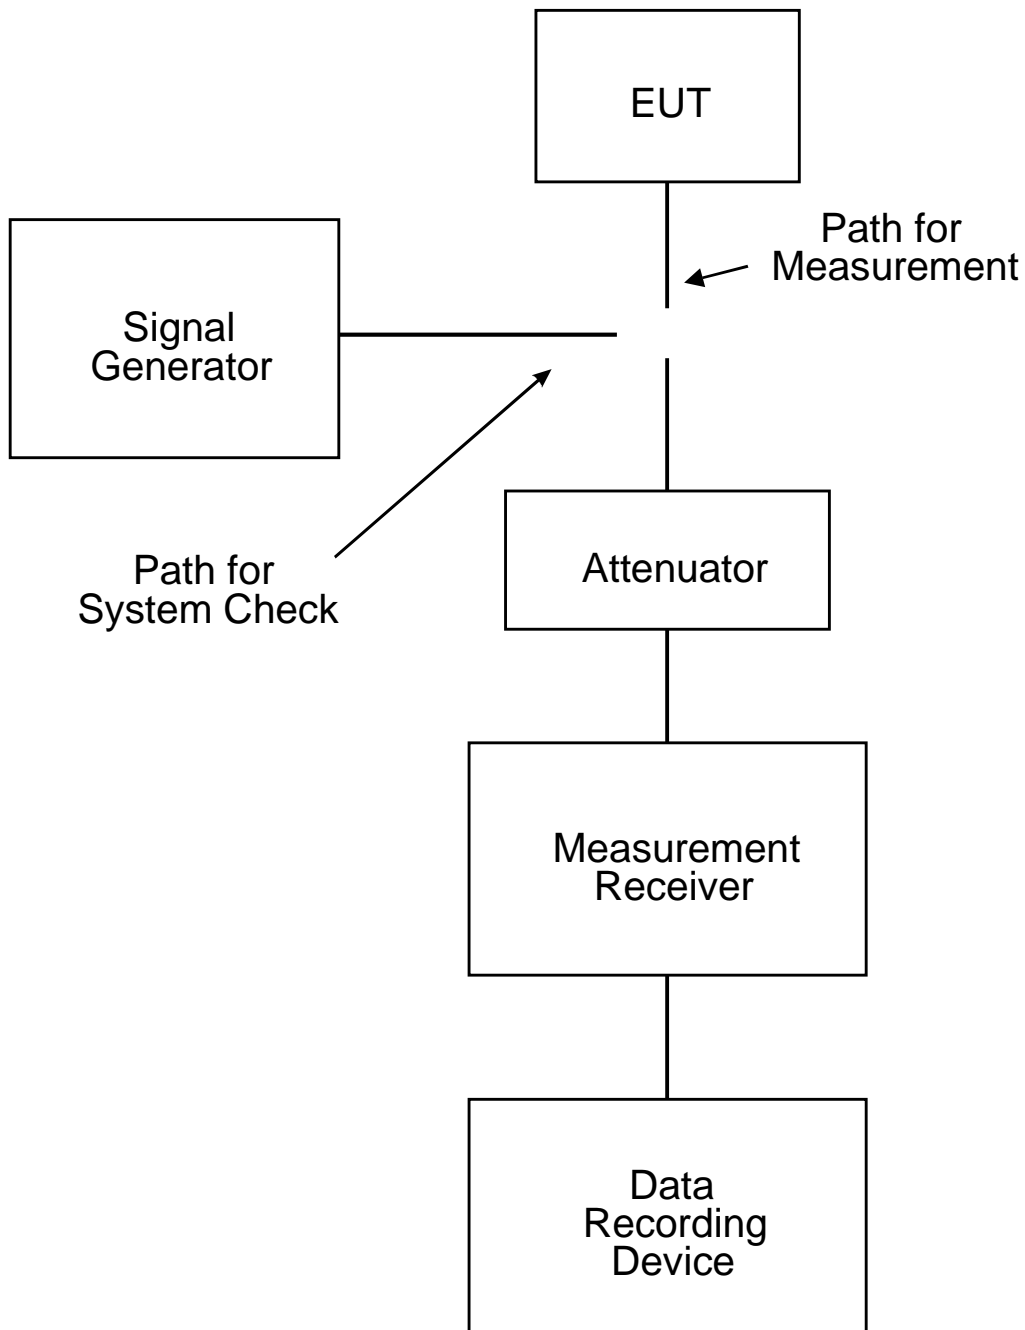 EUT
Path for
Measurement
Signal
Generator
Path for
System Check
Attenuator
Measurement
Receiver
Data
Recording
Device